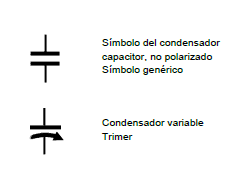 Símbolo del condensador
capacitor, no polarizado
Símbolo genérico
Condensador variable
Trimer